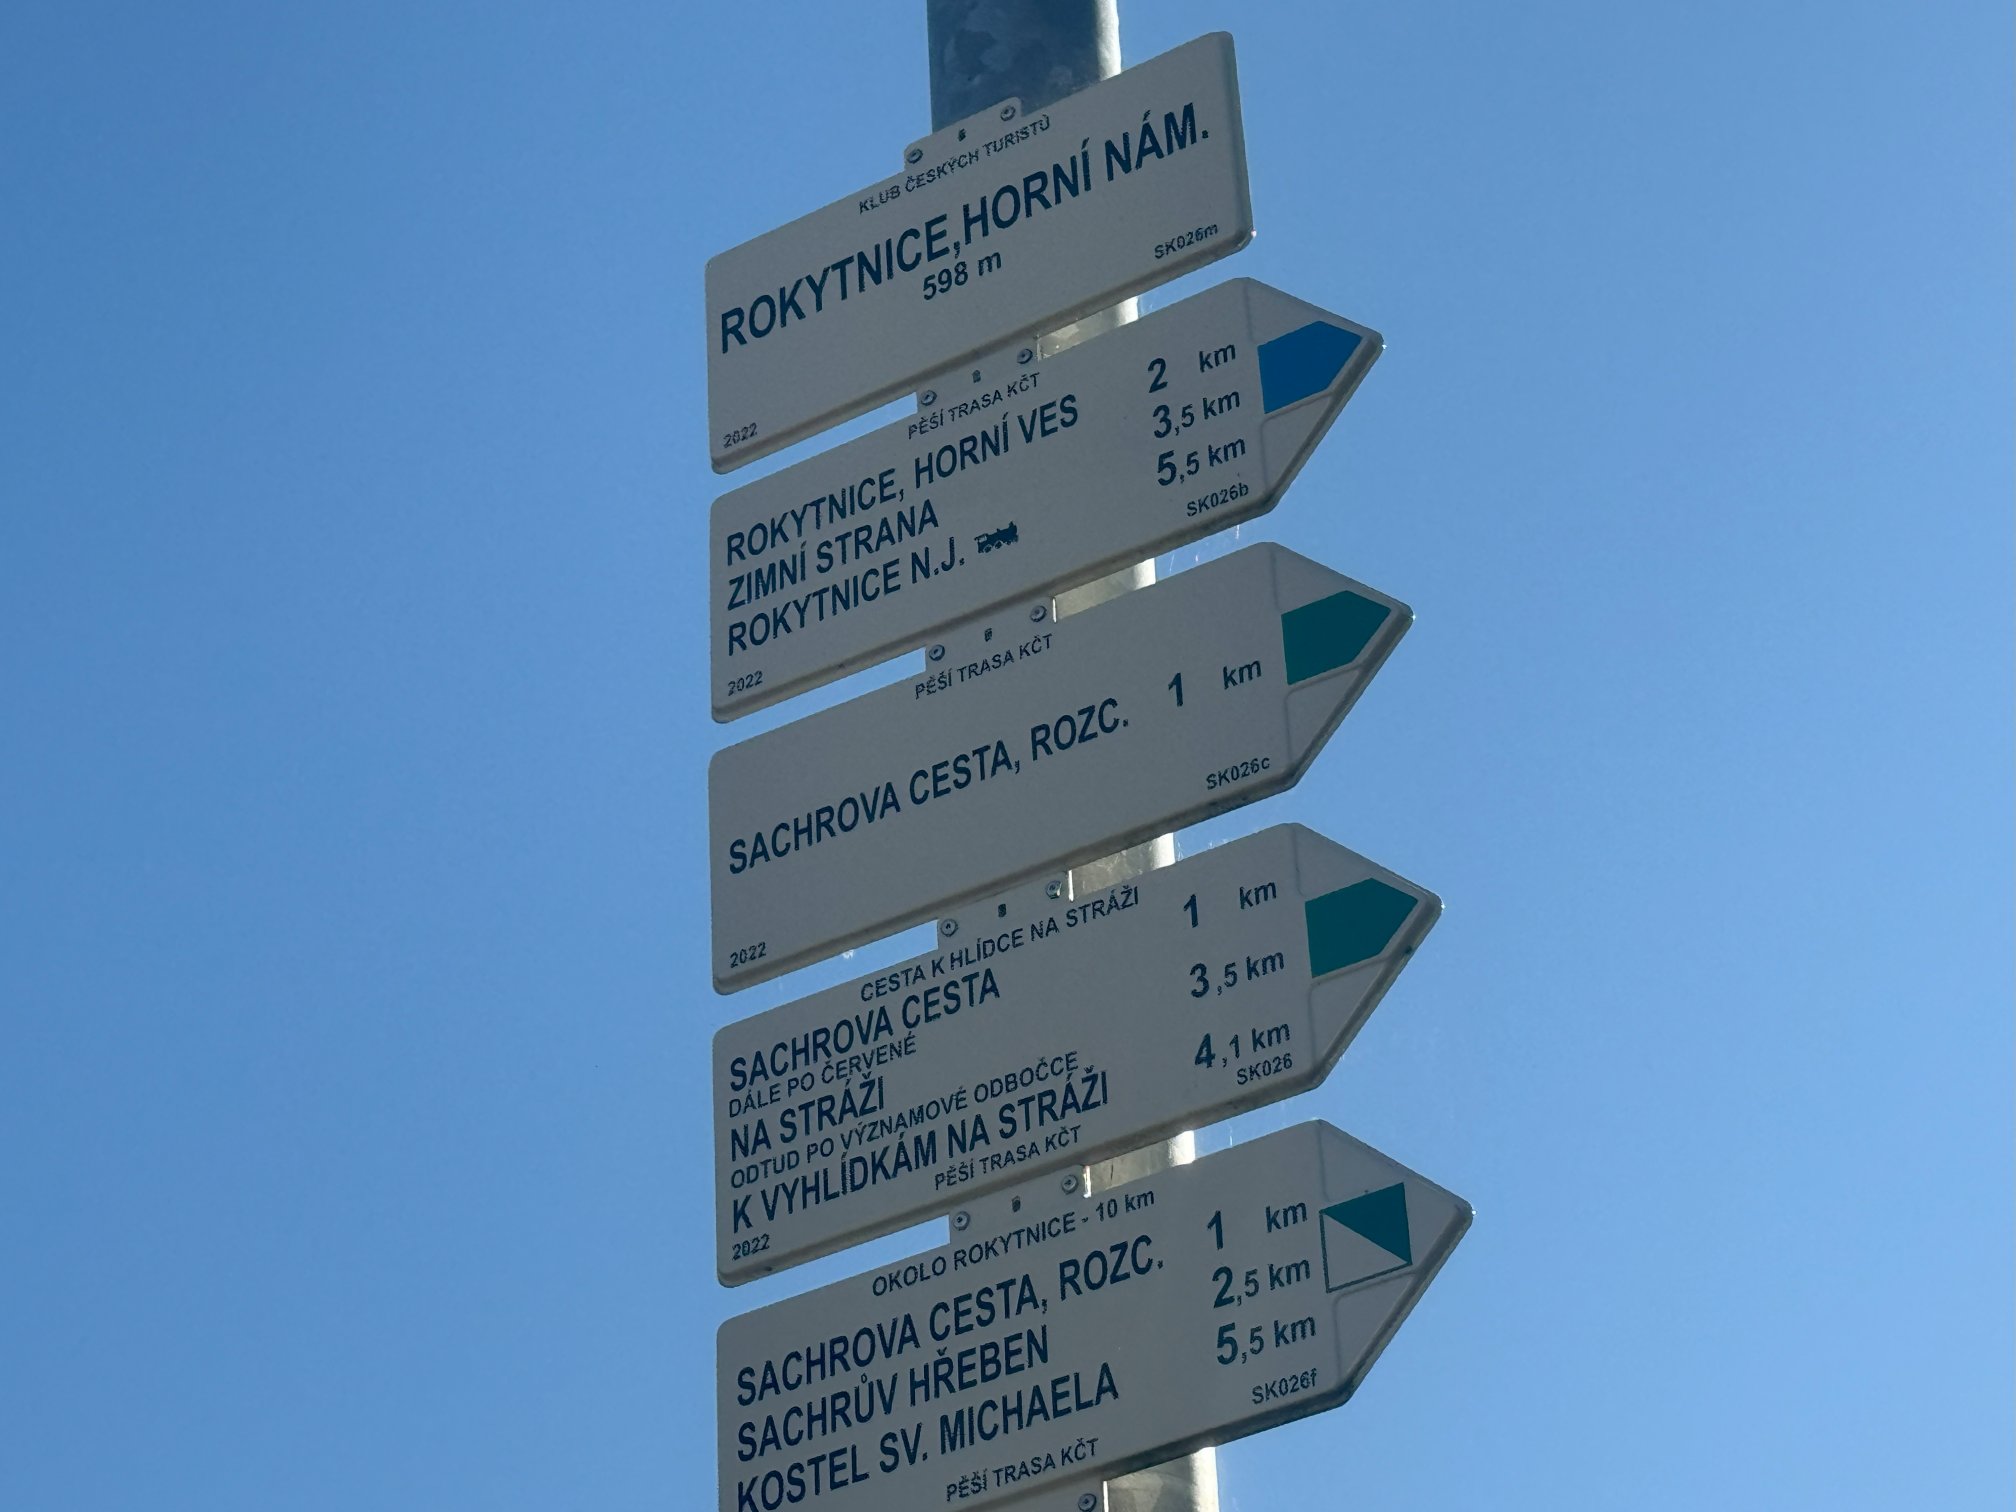 KLUB ČESKÝCH TURISTŮ
ROKYTNICE,HORNÍ NÁM.
598 m
SK026m
2022
PĚŠÍ TRASA KČT
ROKYTNICE, HORNÍ VES 2 km
ZIMNÍ STRANA 3,5 km
ROKYTNICE N.J. 5,5 km
SK026b
2022
PĚŠÍ TRASA KČT
SACHROVA CESTA, ROZC. 1 km
SK026c
2022
CESTA K HLÍDCE NA STRÁŽI
SACHROVA CESTA 1 km
DÁLE PO ČERVENÉ
NA STRÁŽI 3,5 km
ODTUD PO VÝZNAMOVÉ ODBOČCE
K VYHLÍDKÁM NA STRÁŽI 4,1 km
SK026
PĚŠÍ TRASA KČT
2022
OKOLO ROKYTNICE - 10 km
SACHROVA CESTA, ROZC. 1 km
SACHRŮV HŘEBEN 2,5 km
KOSTEL SV. MICHAELA 5,5 km
SK026f
PĚŠÍ TRASA KČT